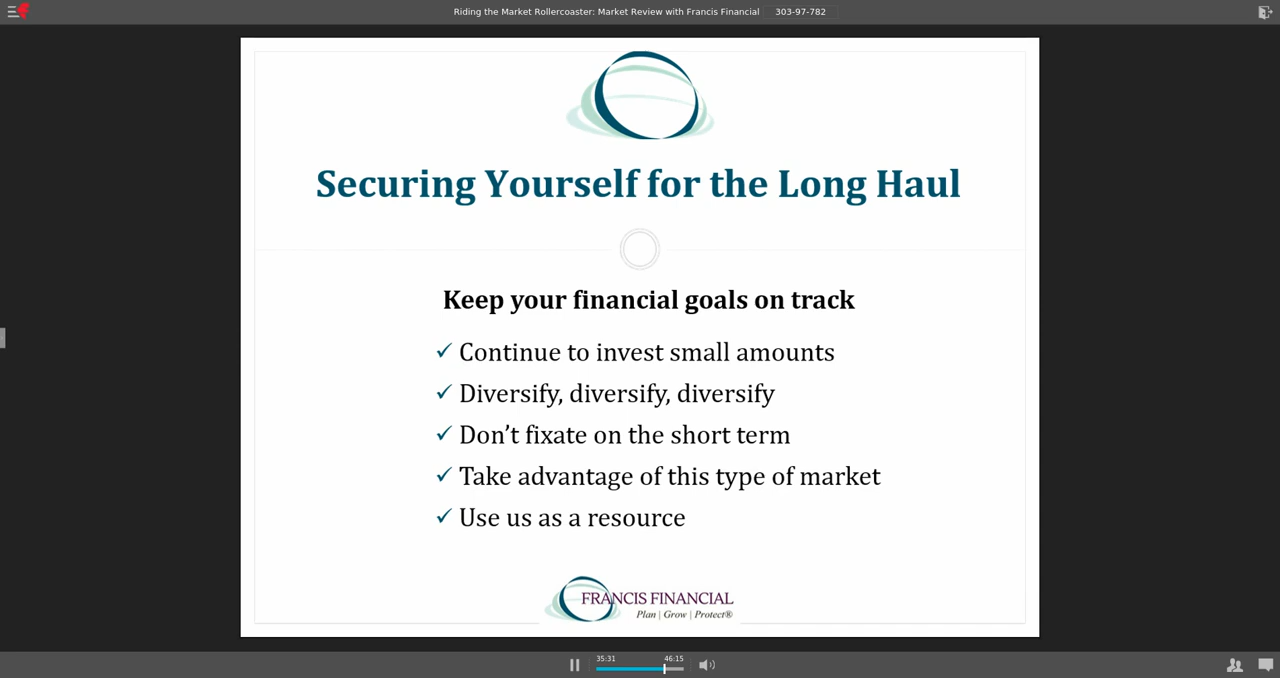 Riding the Market Rollercoaster: Market Review with Francis Financial 303-97-782
Securing Yourself for the Long Haul
Keep your financial goals on track
✓ Continue to invest small amounts
✓ Diversify, diversify, diversify
✓ Don’t fixate on the short term
✓ Take advantage of this type of market
✓ Use us as a resource
FRANCIS FINANCIAL
Plan | Grow | Protect®
35:31 46:15